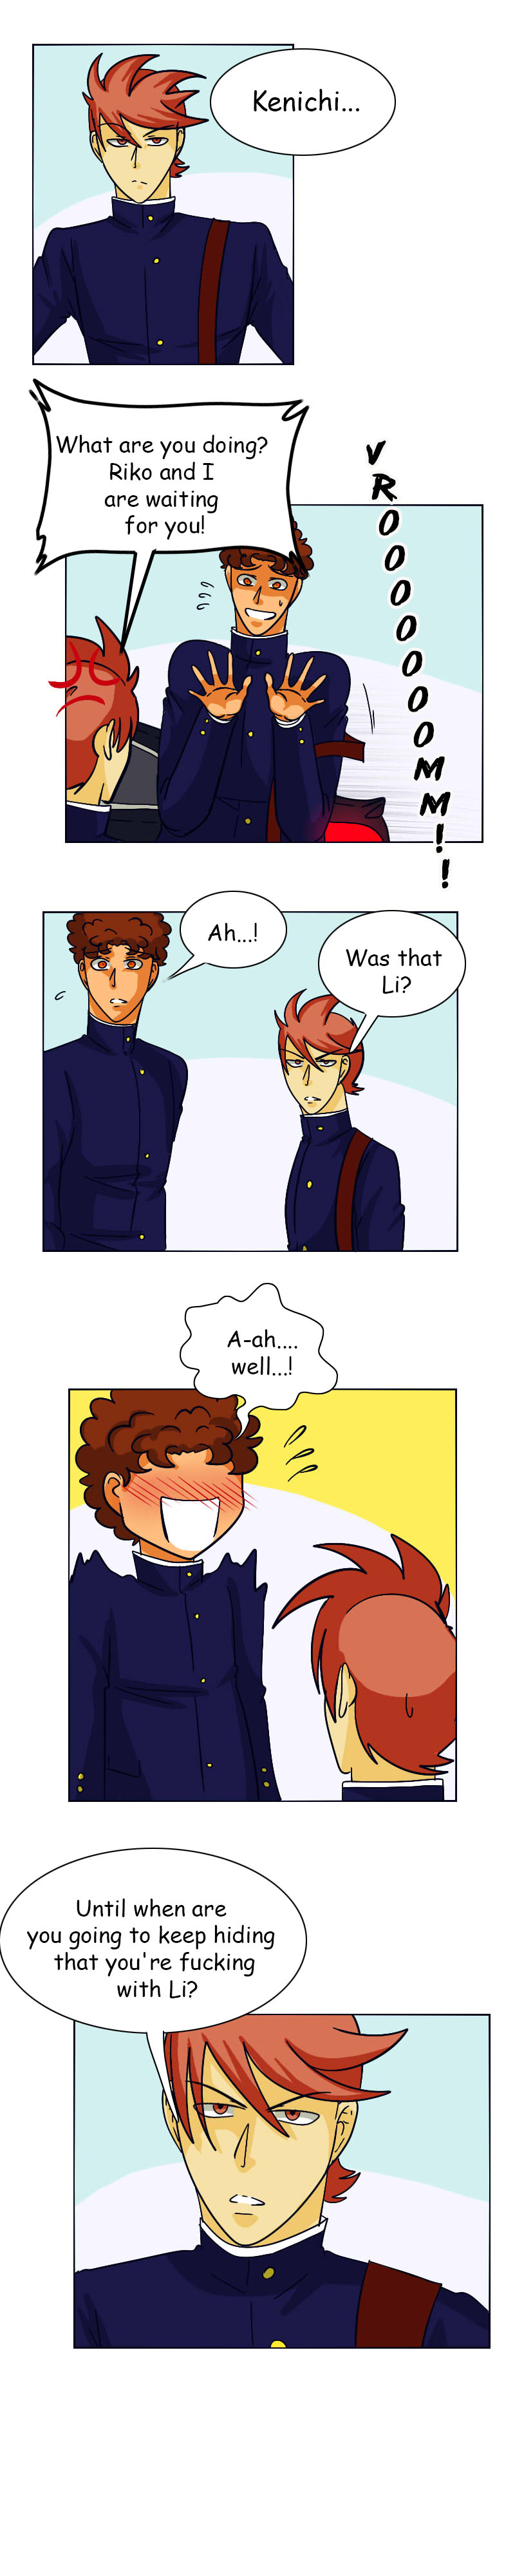 Kenichi...
What are you doing?
Riko and I
are waiting
for you!
VROOOOOOOMM!!
Ah...!
Was that
Li?
A-ah....
well...!
Until when are
you going to keep hiding
that you're fucking
with Li?